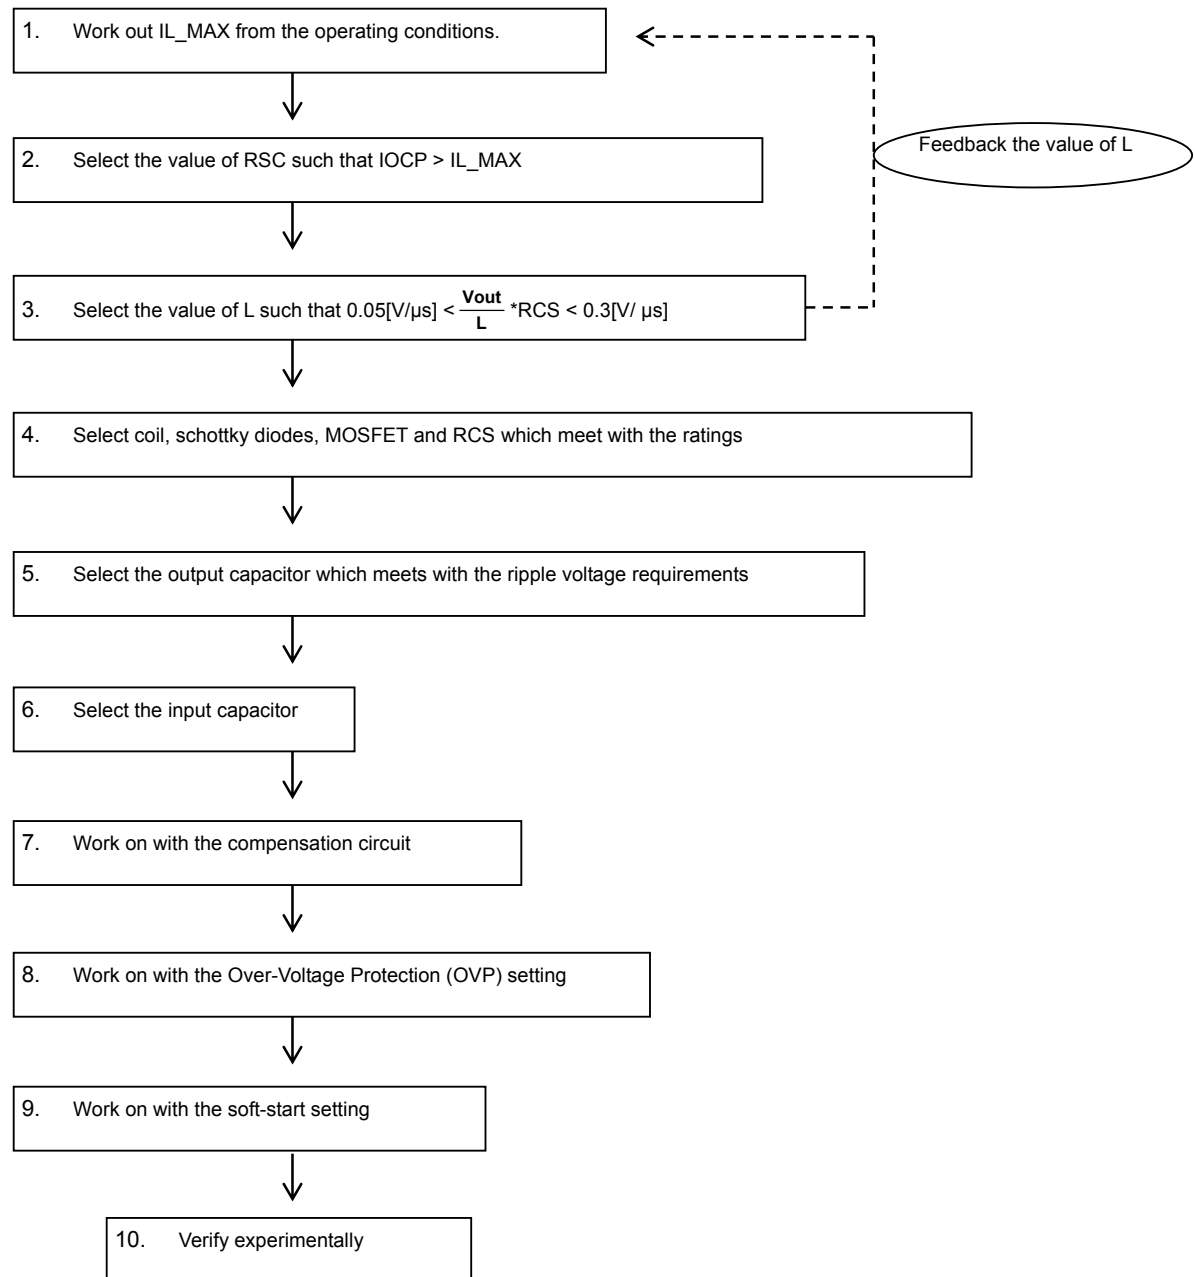 1. Work out IL_MAX from the operating conditions.
Feedback the value of L
2. Select the value of RSC such that IOCP > IL_MAX
3. Select the value of L such that 0.05[V/μs] < Vout/L *RCS < 0.3[V/ μs]
4. Select coil, schottky diodes, MOSFET and RCS which meet with the ratings
5. Select the output capacitor which meets with the ripple voltage requirements
6. Select the input capacitor
7. Work on with the compensation circuit
8. Work on with the Over-Voltage Protection (OVP) setting
9. Work on with the soft-start setting
10. Verify experimentally